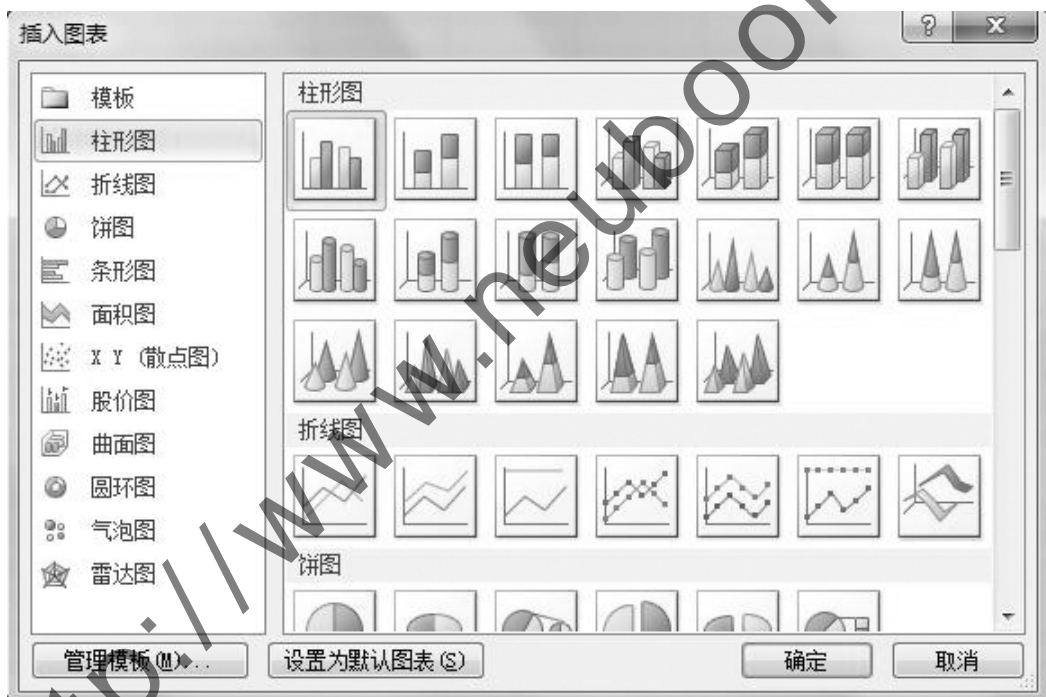 插入图表
模板
柱形图
折线图
饼图
条形图
面积图
X Y (散点图)
股价图
曲面图
圆环图
气泡图
雷达图
柱形图
折线图
饼图
管理模板(M)...
设置为默认图表(S)
确定
取消
tp://www.neuboo